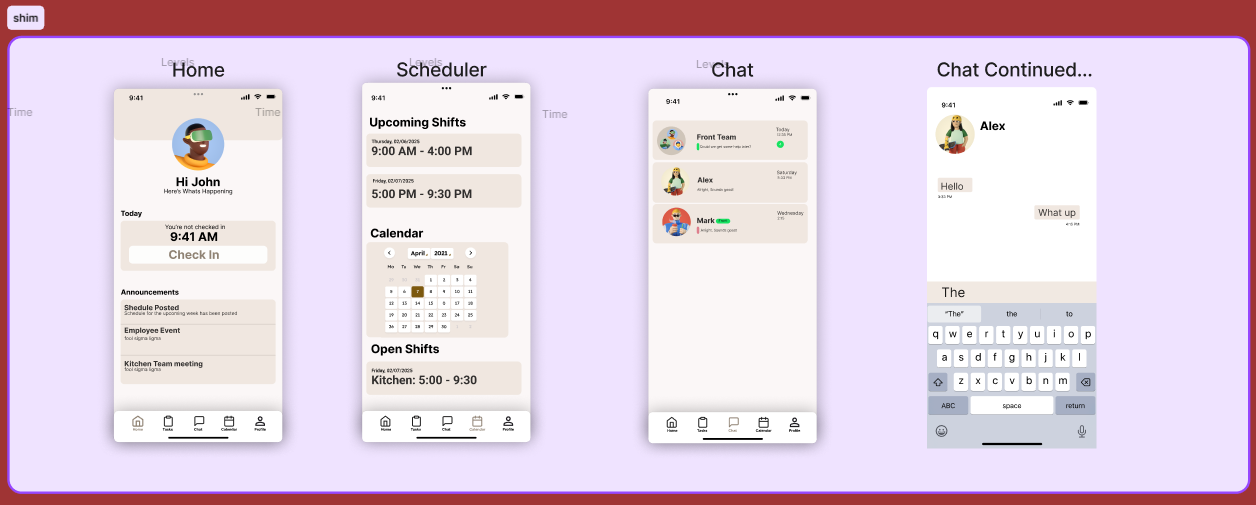 shim
Levels
Home
Time
Time
9:41
Hi John
Here's Whats Happening
Today
You're not checked in
9:41 AM
Check In
Announcements
Shedule Posted
Schedule for the upcoming week has been posted
Employee Event
fool sigma ligma
Kitchen Team meeting
fool sigma ligma
Home
Tasks
Chat
Calendar
Profile
Levels
Scheduler
Time
9:41
Upcoming Shifts
Thursday, 02/06/2025
9:00 AM - 4:00 PM
Friday, 02/07/2025
5:00 PM - 9:30 PM
Calendar
April 2021
Mo Tu We Th Fr Sa Su
1 2 3 4
5 6 7 8 9 10 11
12 13 14 15 16 17 18
19 20 21 22 23 24 25
26 27 28 29 30
Open Shifts
Friday, 02/07/2025
Kitchen: 5:00 - 9:30
Home
Tasks
Chat
Calendar
Profile
Levels
Chat
9:41
Front Team
Could we get some help later?
Today
Alex
Alright, Sounds good!
Saturday
Mark
Alright, Sounds good!
Wednesday
Home
Tasks
Chat
Calendar
Profile
Chat Continued...
9:41
Alex
Hello
What up
The
“The” the to
q w e r t y u i o p
a s d f g h j k l
z x c v b n m
ABC space return